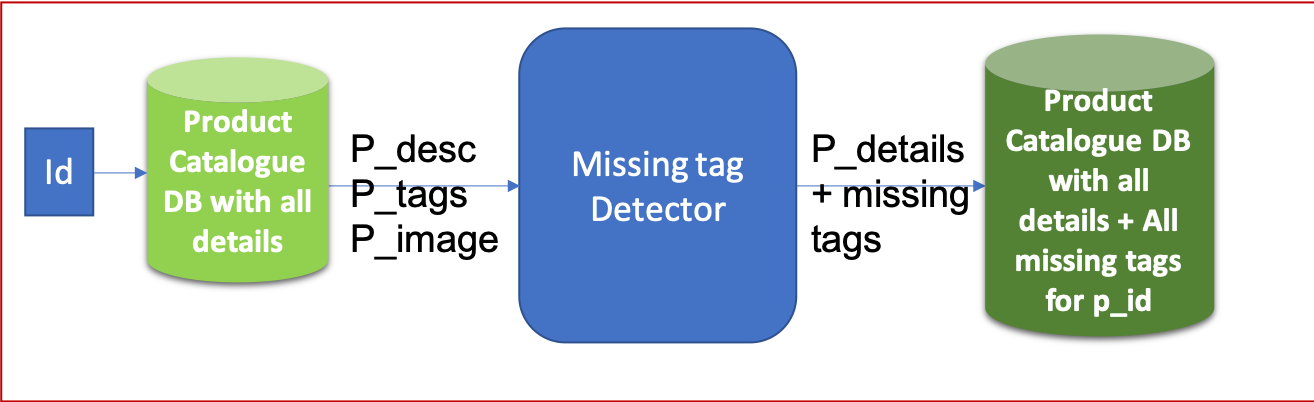 Id
Product
Catalogue
DB with all
details
P_desc
P_tags
P_image
Missing tag
Detector
P_details
+ missing
tags
Product
Catalogue DB
with all
details + All
missing tags
for p_id